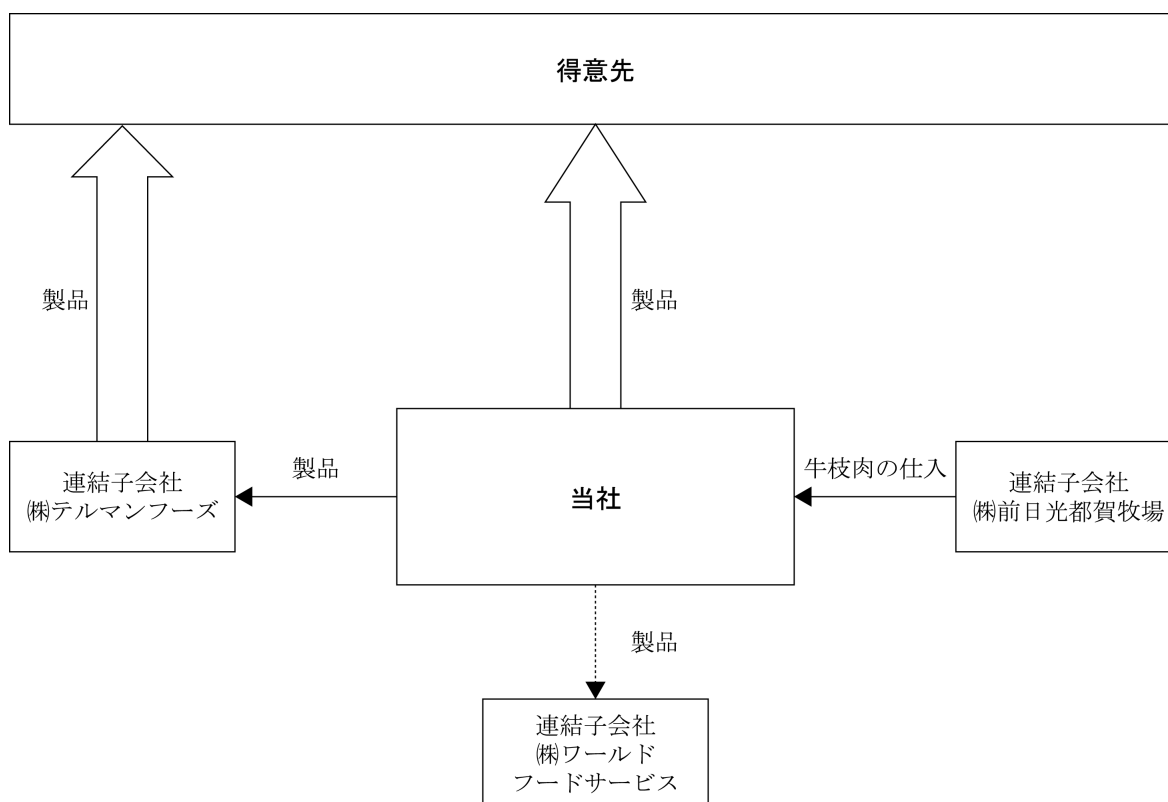 得意先
製品
製品
連結子会社
㈱テルマンフーズ
製品
当社
牛枝肉の仕入
連結子会社
㈱前日光都賀牧場
製品
連結子会社
㈱ワールド
フードサービス